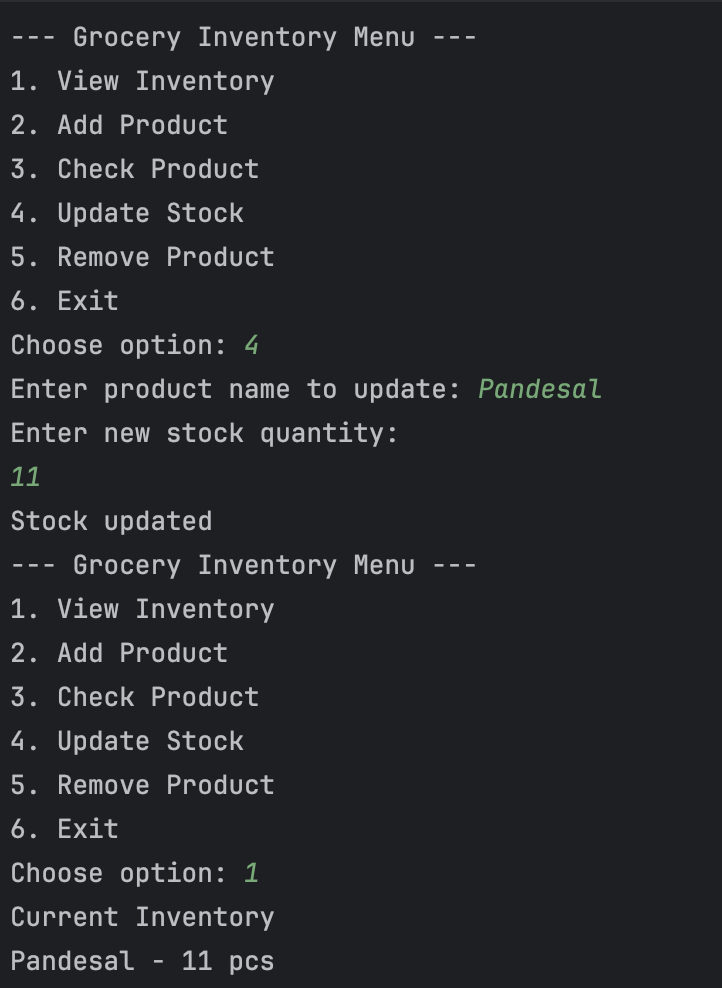 --- Grocery Inventory Menu ---
1. View Inventory
2. Add Product
3. Check Product
4. Update Stock
5. Remove Product
6. Exit
Choose option: 4
Enter product name to update: Pandesal
Enter new stock quantity:
11
Stock updated
--- Grocery Inventory Menu ---
1. View Inventory
2. Add Product
3. Check Product
4. Update Stock
5. Remove Product
6. Exit
Choose option: 1
Current Inventory
Pandesal - 11 pcs